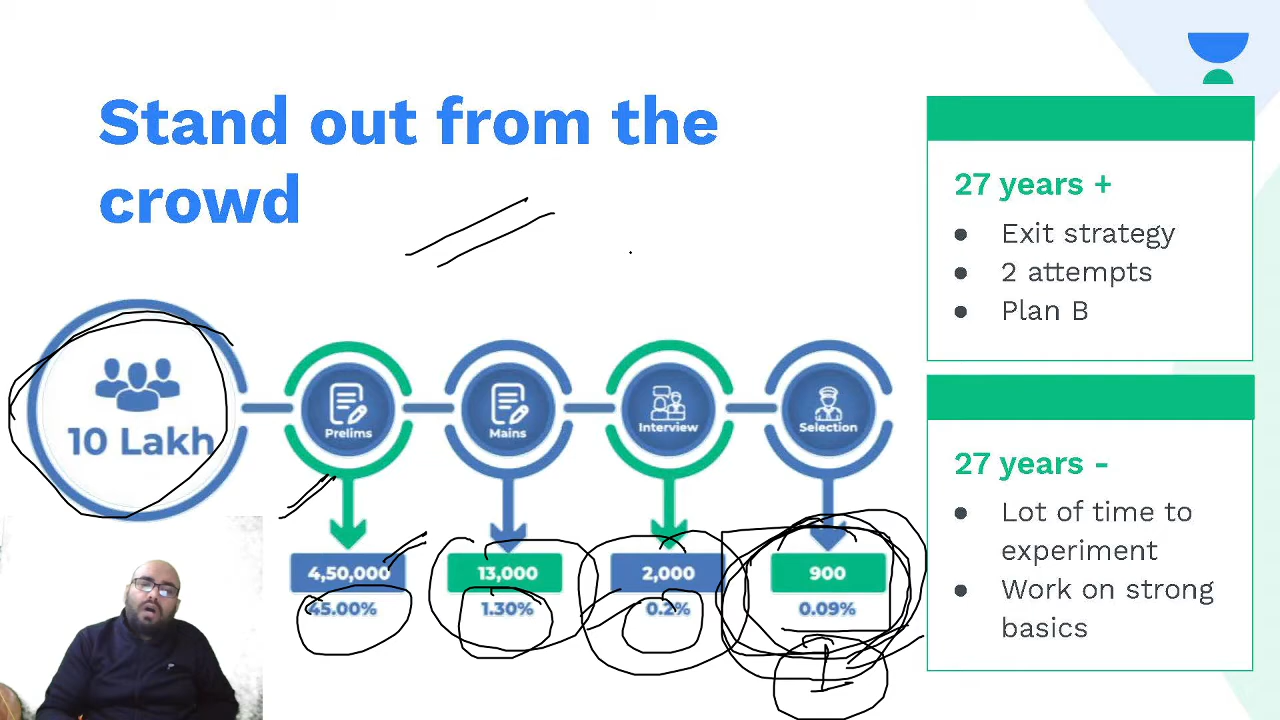 Stand out from the
crowd
10 Lakh
Prelims
Mains
Interview
Selection
4,50,000
13,000
2,000
900
45.00%
1.30%
0.2%
0.09%
27 years +
● Exit strategy
● 2 attempts
● Plan B
27 years -
● Lot of time to
experiment
● Work on strong
basics